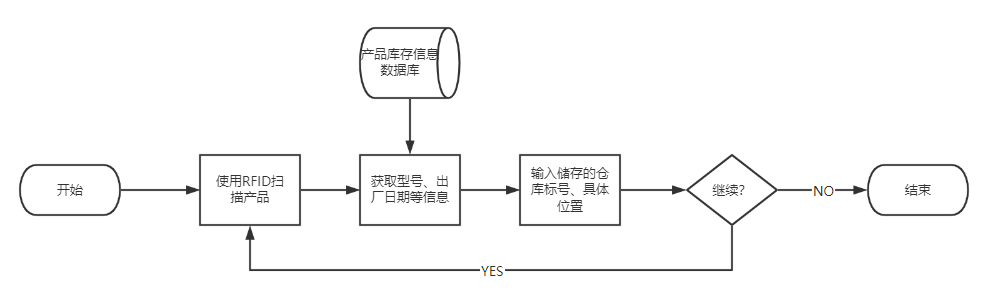 产品库存信息
数据库
开始
使用RFID扫
描产品
获取型号、出
厂日期等信息
输入储存的仓
库标号、具体
位置
继续?
NO
结束
YES